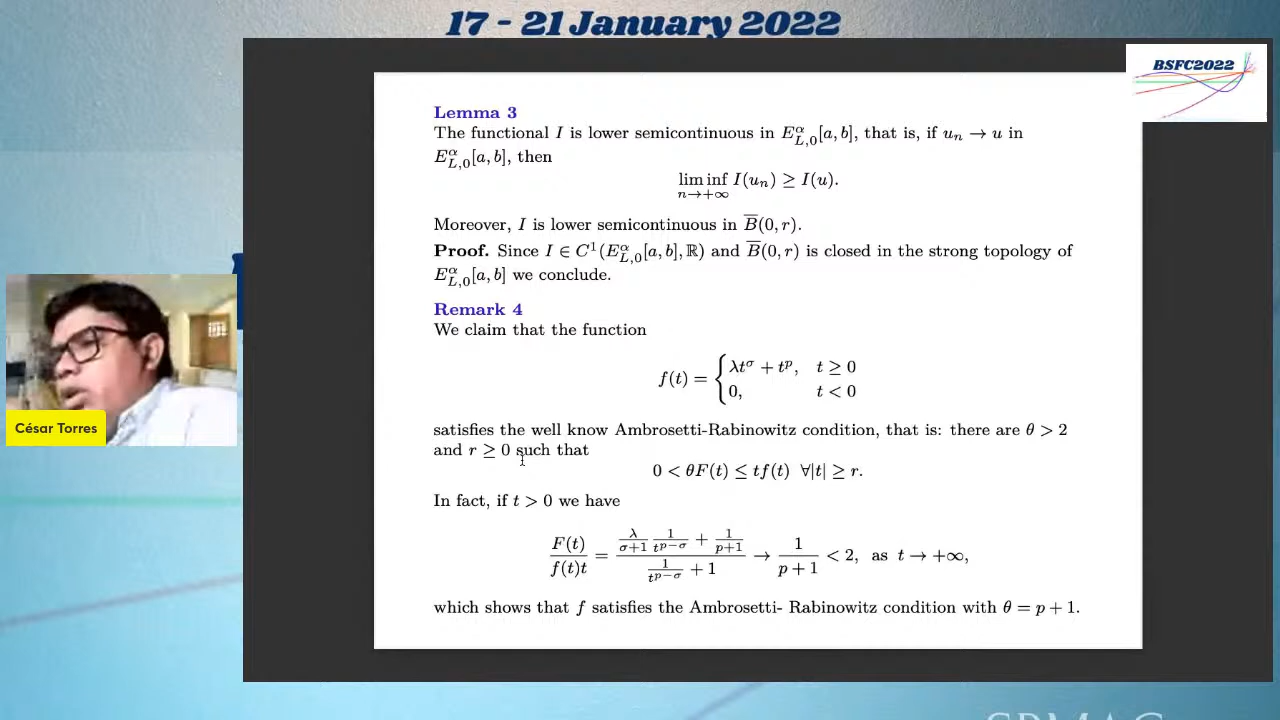 17 - 21 January 2022
BSFC2022
Lemma 3
The functional I is lower semicontinuous in E^α_{L,0}[a, b], that is, if u_n → u in
E^α_{L,0}[a, b], then
lim inf_{n→+∞} I(u_n) ≥ I(u).
Moreover, I is lower semicontinuous in B̅(0, r).
Proof. Since I ∈ C^1(E^α_{L,0}[a, b], ℝ) and B̅(0, r) is closed in the strong topology of
E^α_{L,0}[a, b] we conclude.
Remark 4
We claim that the function
f(t) = { λt^σ + t^p, t ≥ 0
0, t < 0
satisfies the well know Ambrosetti-Rabinowitz condition, that is: there are θ > 2
and r ≥ 0 such that
0 < θF(t) ≤ tf(t) ∀|t| ≥ r.
In fact, if t > 0 we have
F(t)/f(t)t = (λ/(σ+1) 1/t^{p−σ} + 1/(p+1)) / (1/t^{p−σ} + 1) → 1/(p + 1) < 2, as t → +∞,
which shows that f satisfies the Ambrosetti- Rabinowitz condition with θ = p + 1.
César Torres